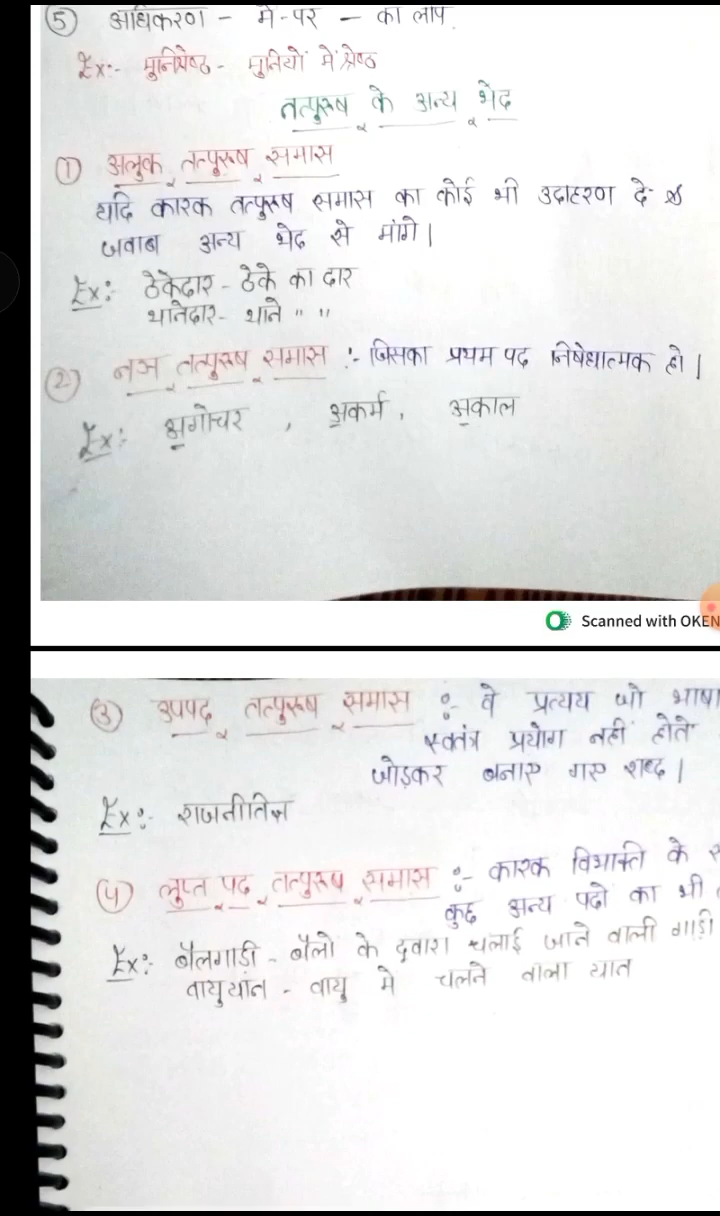 ⑤ अधिकरण - मे - पर - का लोप.
Ex:- मुनिश्रेष्ठ - मुनियों में श्रेष्ठ
तत्पुरुष के अन्य भेद
① अलुक तत्पुरुष समास
यदि कारक तत्पुरुष समास का कोई भी उदाहरण दे
जवाब अन्य भेद से मांगे |
Ex:- ठेकेदार - ठेके का दार
थानेदार - थाने " "
② नञ तत्पुरुष समास :- जिसका प्रथम पद निषेधात्मक हो |
Ex: अगोचर , अकर्म , अकाल
Scanned with OKEN
③ उपपद तत्पुरुष समास :- वे प्रत्यय जो भाषा
स्वतंत्र प्रयोग नहीं होते
जोड़कर बनाए गए शब्द |
Ex:- राजनीतिज्ञ
④ लुप्त पद तत्पुरुष समास :- कारक विभाक्ति के
कुछ अन्य पदो का भी
Ex:- बैलगाड़ी - बैलो के द्वारा चलाई जाने वाली गाड़ी
वायुयान - वायु मे चलने वाला यान